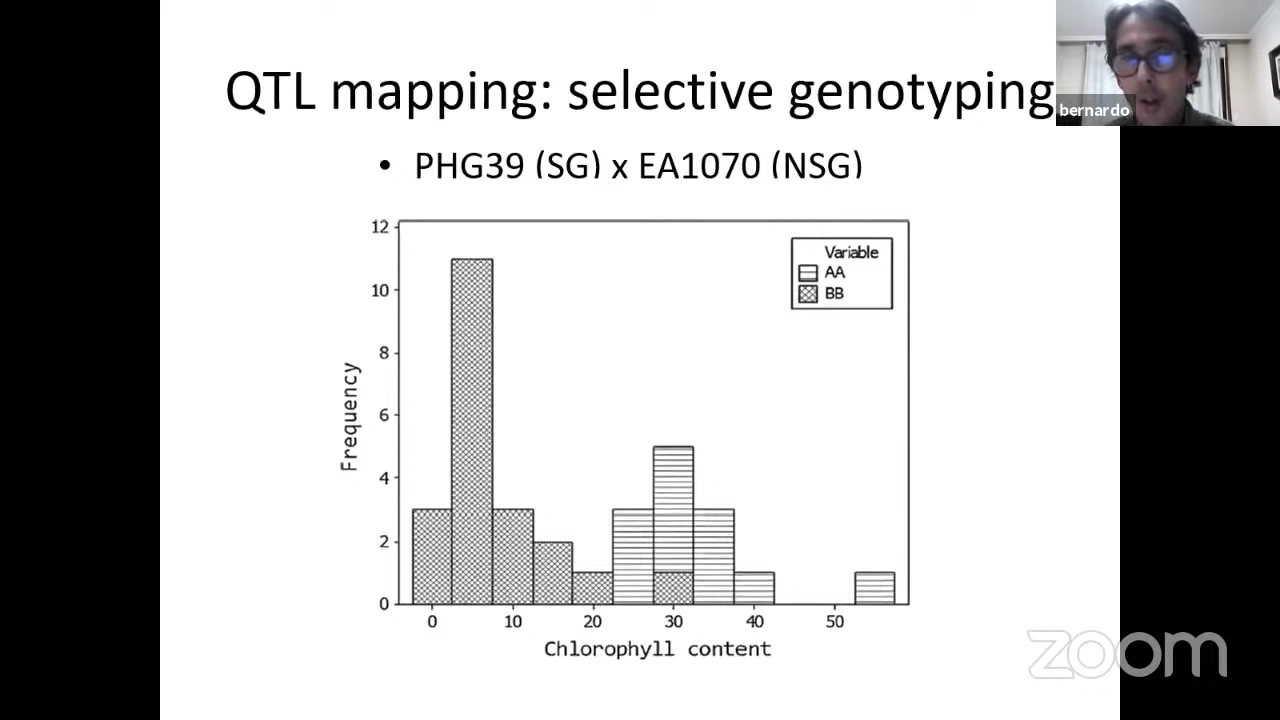 QTL mapping: selective genotyping
bernardo
• PHG39 (SG) x EA1070 (NSG)
12
10
8
6
4
2
0
Frequency
Variable
AA
BB
0 10 20 30 40 50
Chlorophyll content
zoom